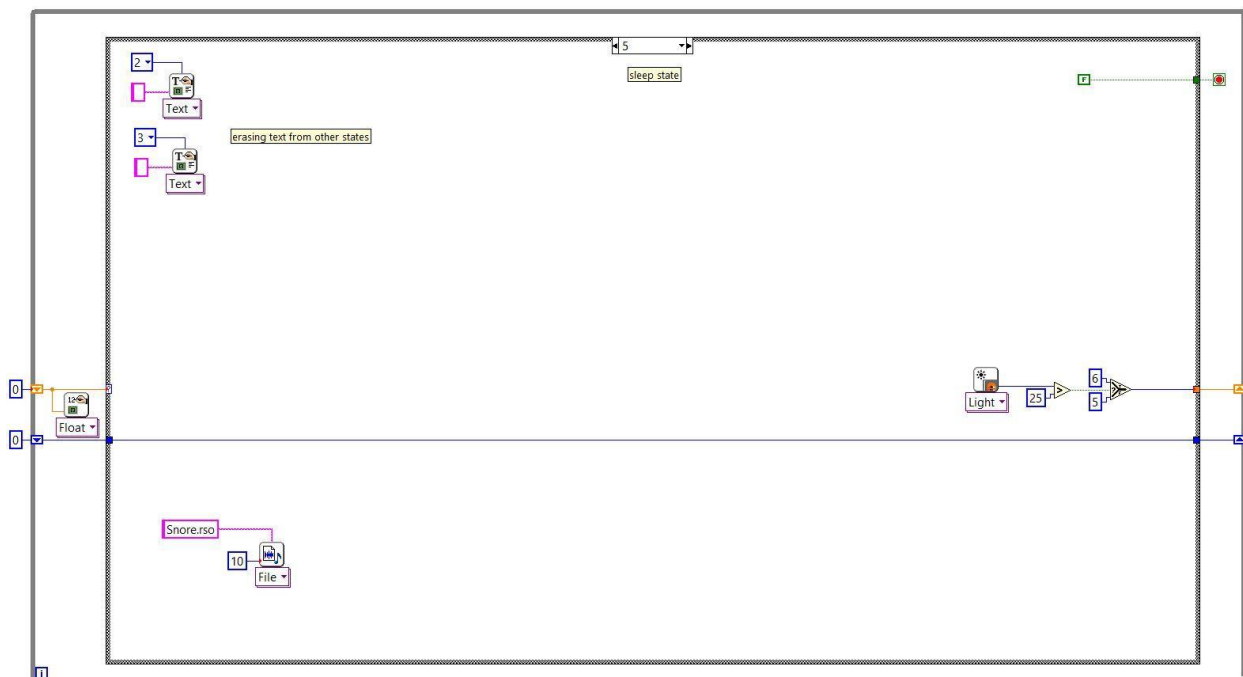 5
sleep state
2
T
Text
F
3
erasing text from other states
T
Text
0
12
Float
Light
25
>
6
5
?
0
Snore.rso
10
File
i